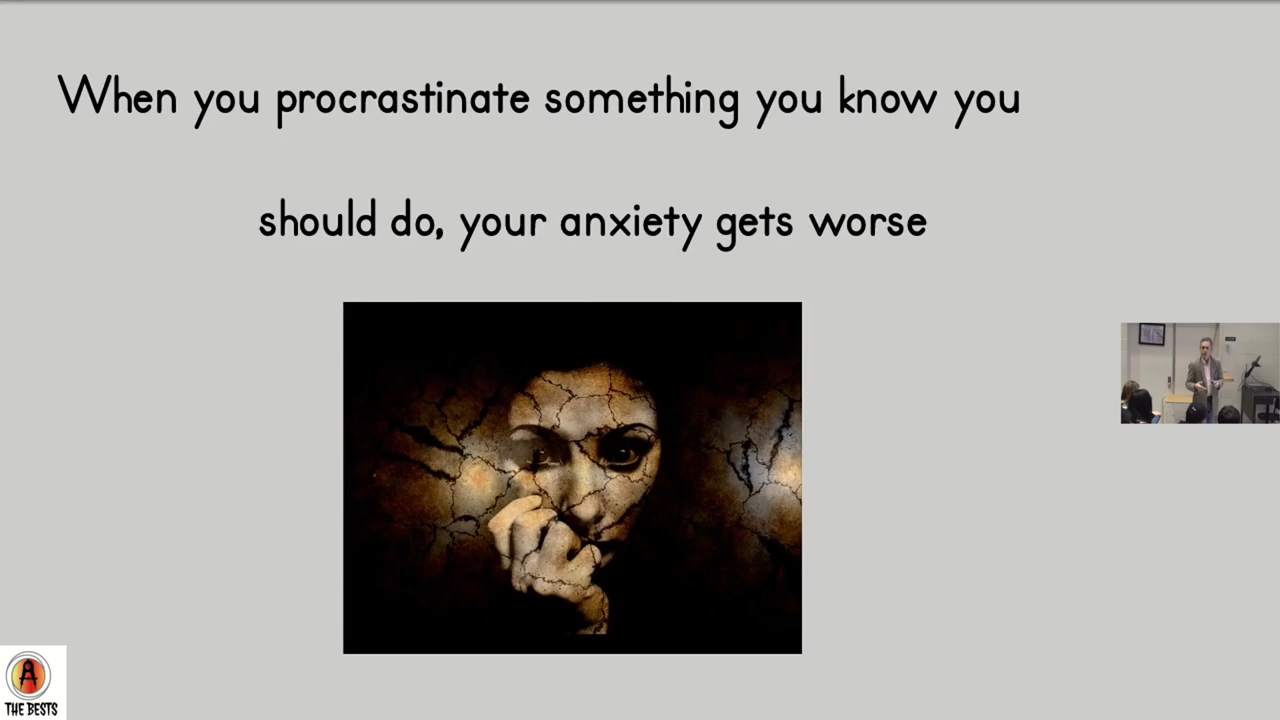 When you procrastinate something you know you
should do, your anxiety gets worse
A
THE BESTS